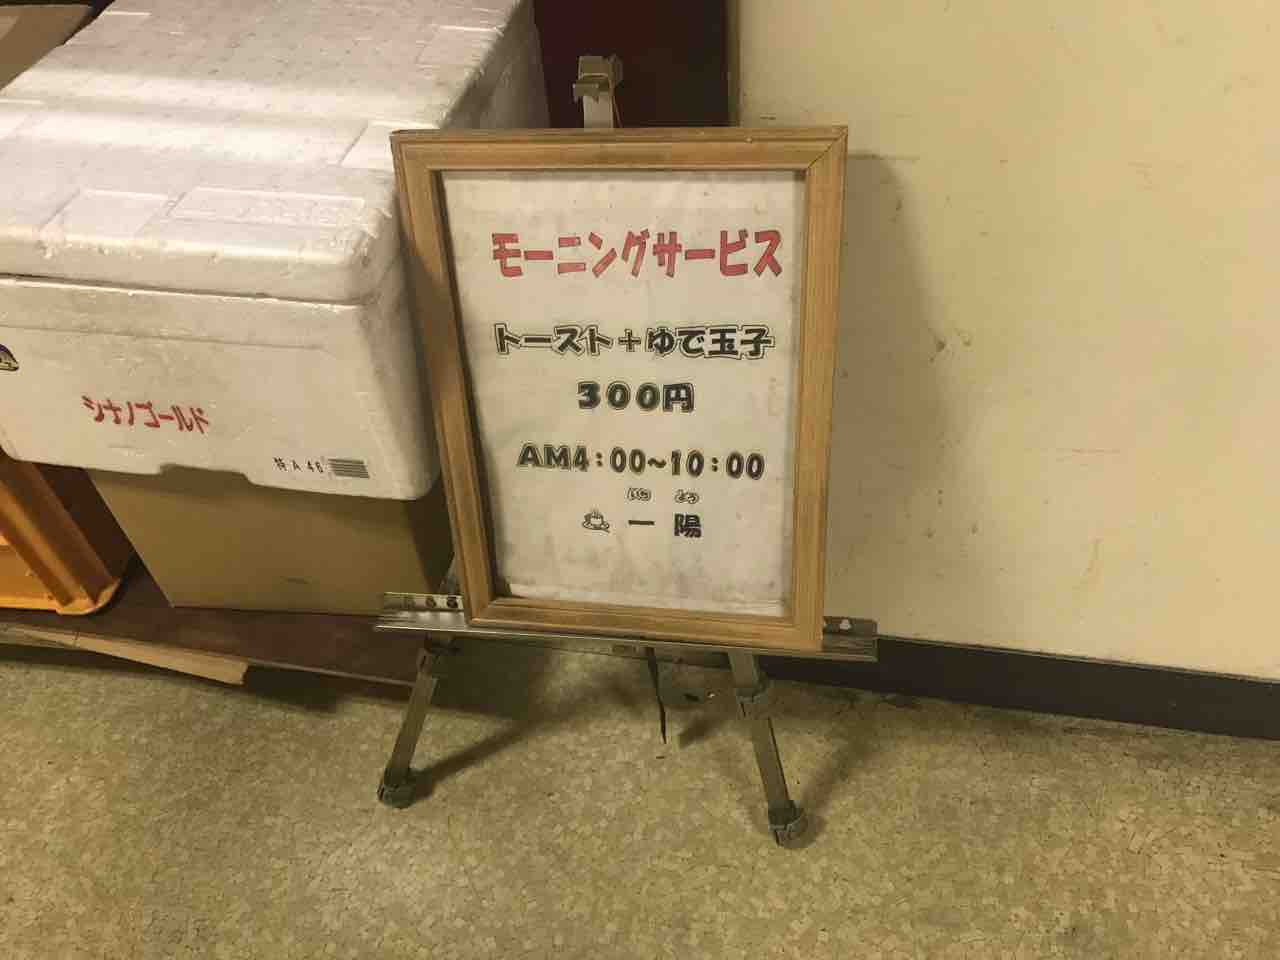 モーニングサービス
トースト+ゆで玉子
300円
AM4:00~10:00
いち よう
一 陽
シナノゴールド
特 A 46